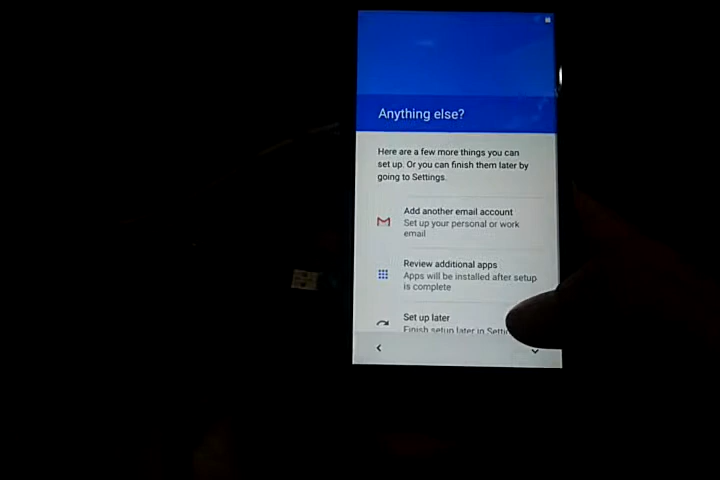 Anything else?
Here are a few more things you can
set up. Or you can finish them later by
going to Settings.
Add another email account
Set up your personal or work
email
Review additional apps
Apps will be installed after setup
is complete
Set up later
Finish setup later in